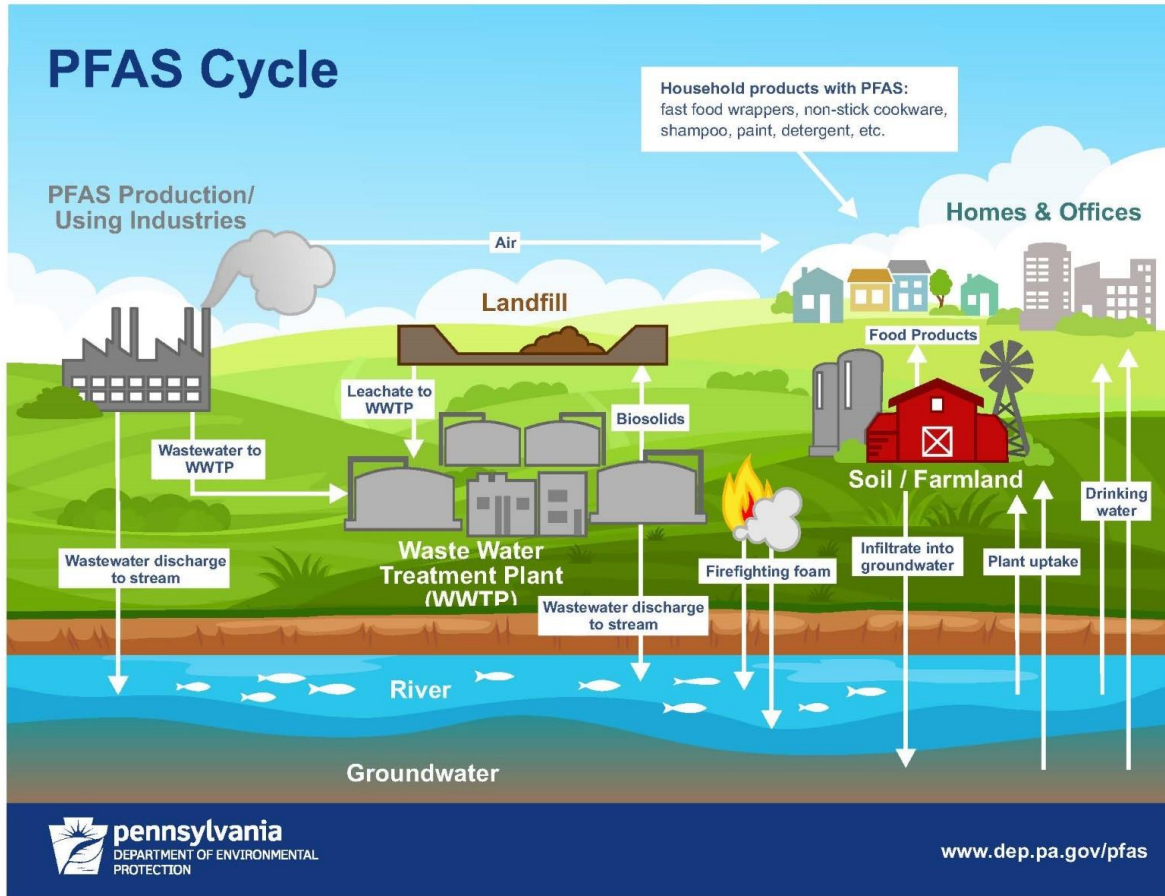 PFAS Cycle
Household products with PFAS:
fast food wrappers, non-stick cookware,
shampoo, paint, detergent, etc.
PFAS Production/
Using Industries
Homes & Offices
Air
Landfill
Food Products
Leachate to
WWTP
Biosolids
Wastewater to
WWTP
Soil / Farmland
Drinking
water
Waste Water
Treatment Plant
(WWTP)
Wastewater discharge
to stream
Firefighting foam
Infiltrate into
groundwater
Plant uptake
Wastewater discharge
to stream
River
Groundwater
pennsylvania
DEPARTMENT OF ENVIRONMENTAL
PROTECTION
www.dep.pa.gov/pfas